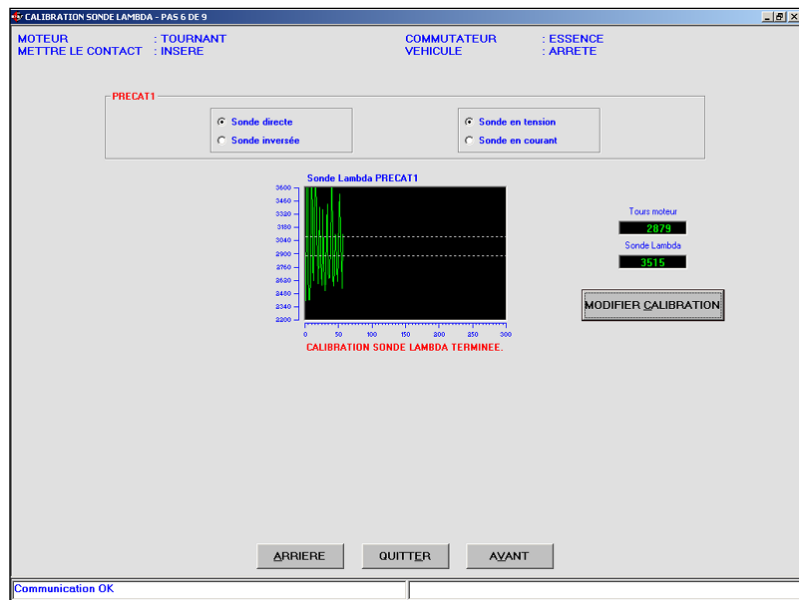 CALIBRATION SONDE LAMBDA - PAS 6 DE 9
MOTEUR : TOURNANT COMMUTATEUR : ESSENCE
METTRE LE CONTACT : INSERE VEHICULE : ARRETE
PRECAT1
Sonde directe Sonde en tension
Sonde inversée Sonde en courant
Sonde Lambda PRECAT1
3600
3460
3320
3180
3040
2900
2760
2620
2480
2340
2200
0 50 100 150 200 250 300
CALIBRATION SONDE LAMBDA TERMINEE.
Tours moteur
2879
Sonde Lambda
3515
MODIFIER CALIBRATION
ARRIERE QUITTER AVANT
Communication OK